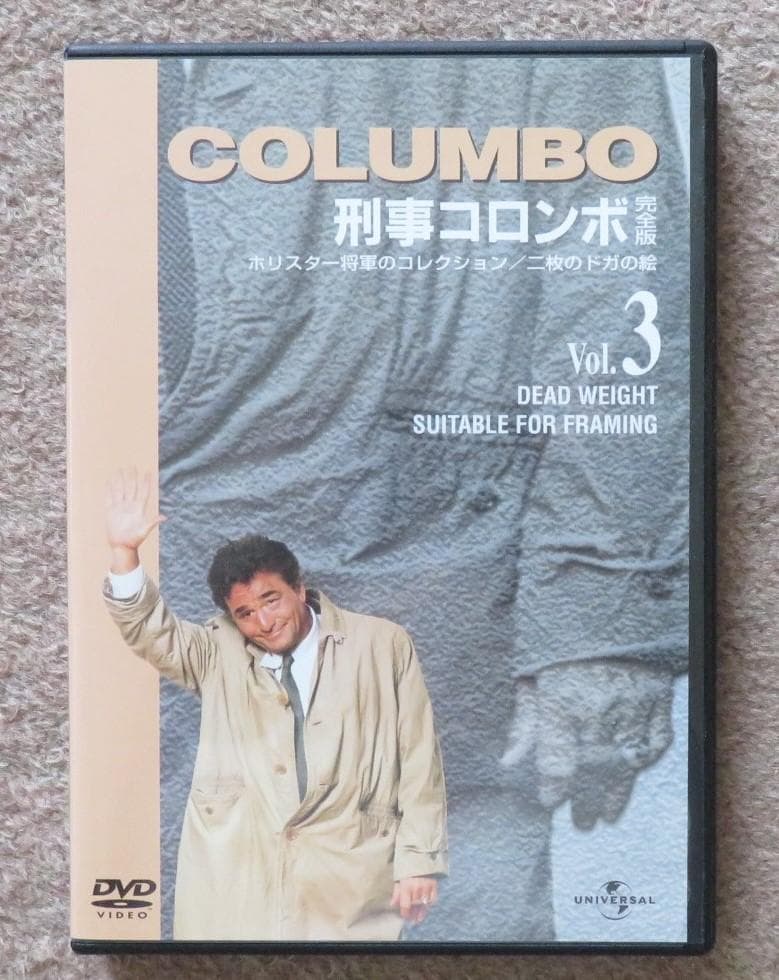 COLUMBO
刑事コロンボ 完全版
ホリスター将軍のコレクション/二枚のドガの絵
Vol. 3
DEAD WEIGHT
SUITABLE FOR FRAMING
DVD
VIDEO
UNIVERSAL